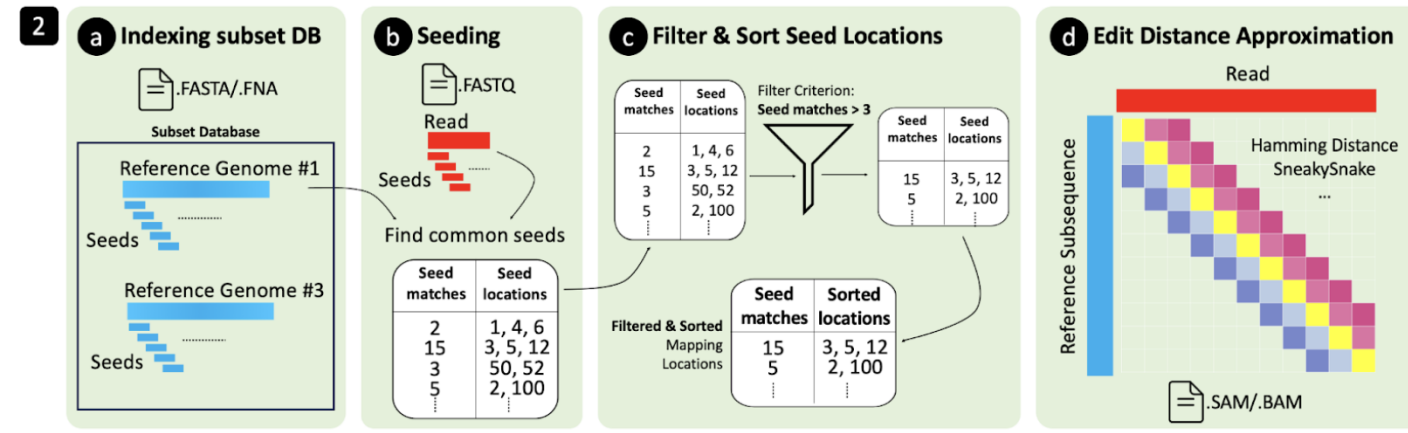 2
a Indexing subset DB
.FASTA/.FNA
Subset Database
Reference Genome #1
Seeds
Reference Genome #3
Seeds
b Seeding
.FASTQ
Read
Seeds
Find common seeds
Seed matches Seed locations
2 1, 4, 6
15 3, 5, 12
3 50, 52
5 2, 100
c Filter & Sort Seed Locations
Seed matches Seed locations
2 1, 4, 6
15 3, 5, 12
3 50, 52
5 2, 100
Filter Criterion:
Seed matches > 3
Seed matches Seed locations
15 3, 5, 12
5 2, 100
Filtered & Sorted
Mapping
Locations
Seed matches Sorted locations
15 3, 5, 12
5 2, 100
d Edit Distance Approximation
Read
Reference Subsequence
Hamming Distance
SneakySnake
...
.SAM/.BAM